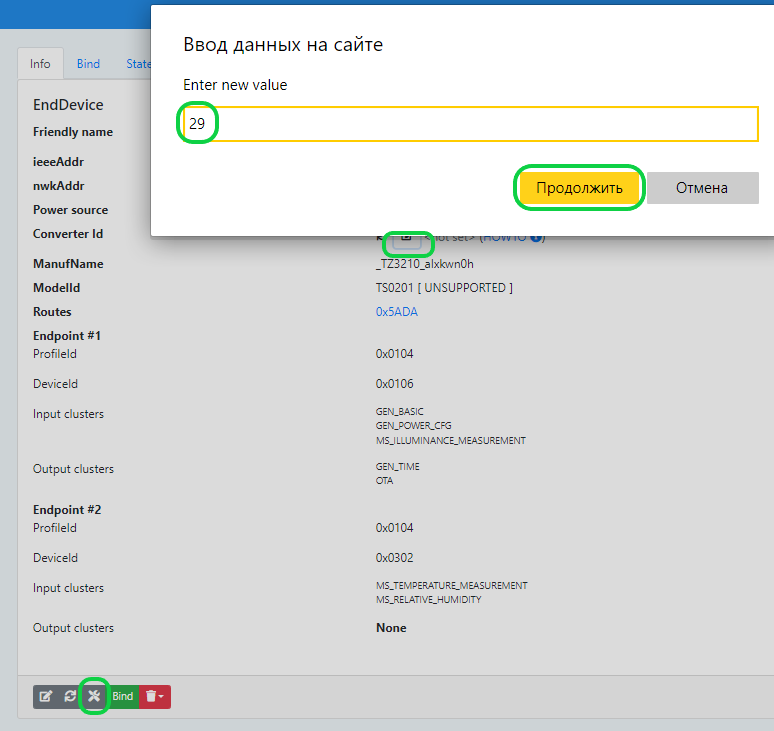 Ввод данных на сайте
Enter new value
29
Продолжить Отмена
Info Bind State
EndDevice
Friendly name
ieeeAddr
nwkAddr
Power source
Converter Id <not set> (HOWTO)
ManufName _TZ3210_alxkwn0h
ModelId TS0201 [ UNSUPPORTED ]
Routes 0x5ADA
Endpoint #1
ProfileId 0x0104
DeviceId 0x0106
Input clusters GEN_BASIC
GEN_POWER_CFG
MS_ILLUMINANCE_MEASUREMENT
Output clusters GEN_TIME
OTA
Endpoint #2
ProfileId 0x0104
DeviceId 0x0302
Input clusters MS_TEMPERATURE_MEASUREMENT
MS_RELATIVE_HUMIDITY
Output clusters None
Bind